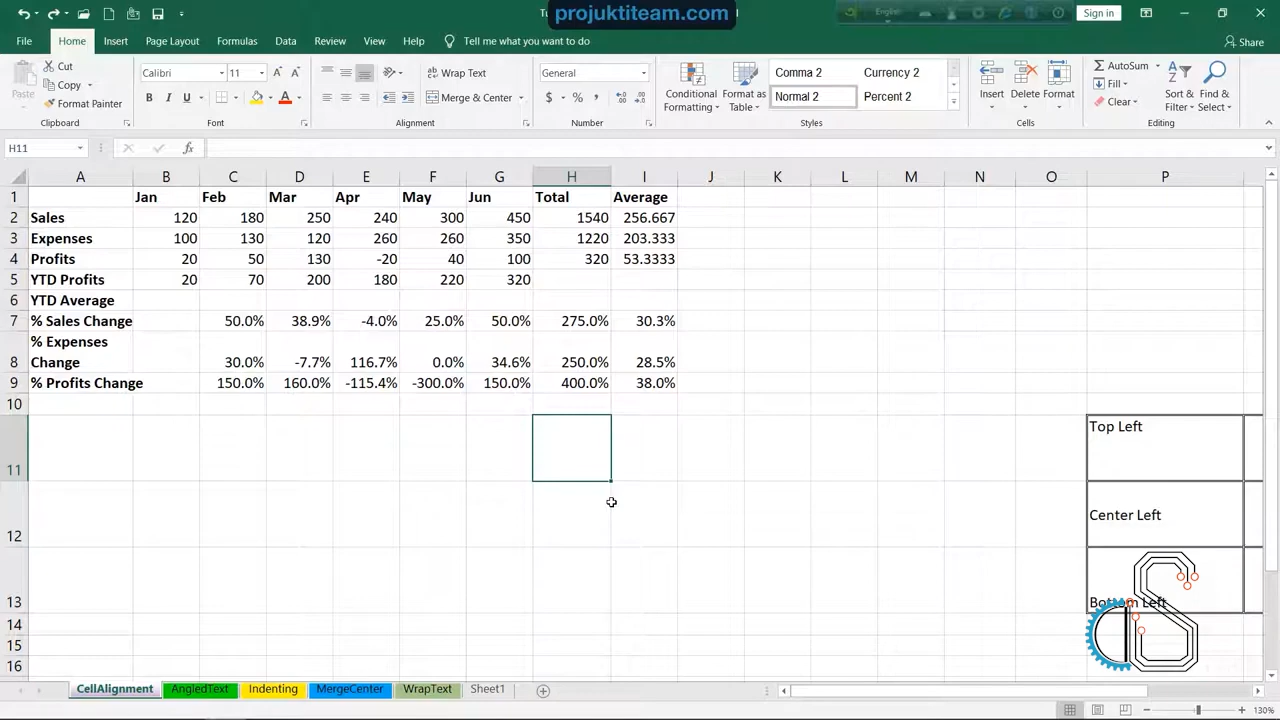 projuktiteam.com
Tu
English
Sign in
File Home Insert Page Layout Formulas Data Review View Help Tell me what you want to do Share
Cut
Copy
Format Painter
Paste
Clipboard
Calibri 11
B I U
Font
Wrap Text
Merge & Center
Alignment
General
$ % ,
Number
Conditional Formatting
Format as Table
Comma 2 Currency 2
Normal 2 Percent 2
Styles
Insert Delete Format
Cells
AutoSum
Fill
Clear
Sort & Filter
Find & Select
Editing
H11 fx
A B C D E F G H I J K L M N O P
1 Jan Feb Mar Apr May Jun Total Average
2 Sales 120 180 250 240 300 450 1540 256.667
3 Expenses 100 130 120 260 260 350 1220 203.333
4 Profits 20 50 130 -20 40 100 320 53.3333
5 YTD Profits 20 70 200 180 220 320
6 YTD Average
7 % Sales Change 50.0% 38.9% -4.0% 25.0% 50.0% 275.0% 30.3%
% Expenses
8 Change 30.0% -7.7% 116.7% 0.0% 34.6% 250.0% 28.5%
9 % Profits Change 150.0% 160.0% -115.4% -300.0% 150.0% 400.0% 38.0%
10
Top Left
11
Center Left
12
13 Bottom Left
14
15
16
CellAlignment AngledText Indenting MergeCenter WrapText Sheet1
130%